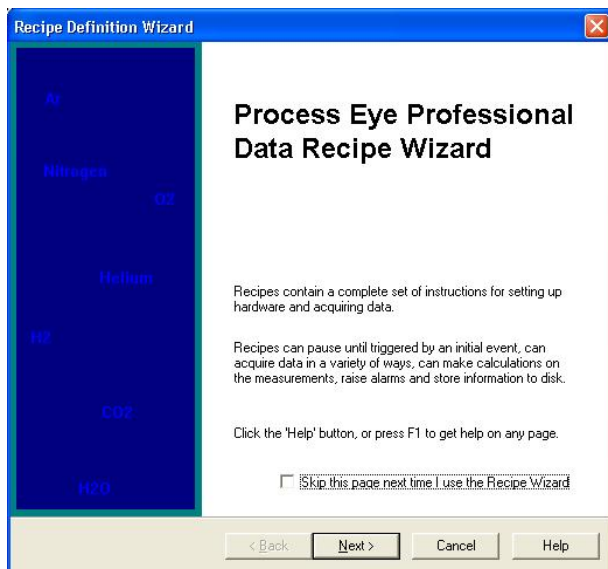 Recipe Definition Wizard
Ar
Nitrogen
O2
Helium
H2
CO2
H2O
Process Eye Professional
Data Recipe Wizard
Recipes contain a complete set of instructions for setting up
hardware and acquiring data.
Recipes can pause until triggered by an initial event, can
acquire data in a variety of ways, can make calculations on
the measurements, raise alarms and store information to disk.
Click the 'Help' button, or press F1 to get help on any page.
Skip this page next time I use the Recipe Wizard
< Back
Next >
Cancel
Help